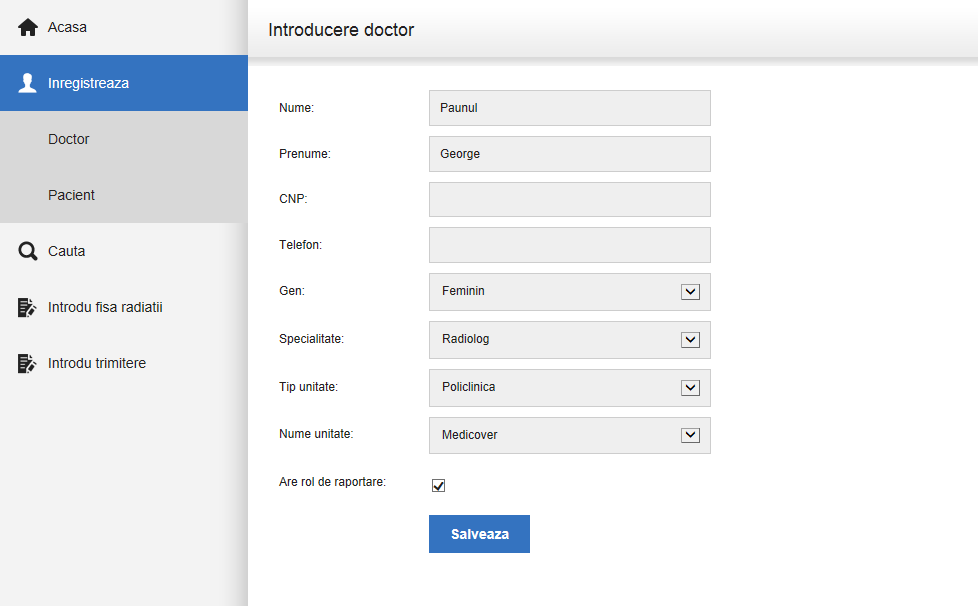 Acasa
Inregistreaza
Doctor
Pacient
Cauta
Introdu fisa radiatii
Introdu trimitere
Introducere doctor
Nume: Paunul
Prenume: George
CNP:
Telefon:
Gen: Feminin
Specialitate: Radiolog
Tip unitate: Policlinica
Nume unitate: Medicover
Are rol de raportare:
Salveaza